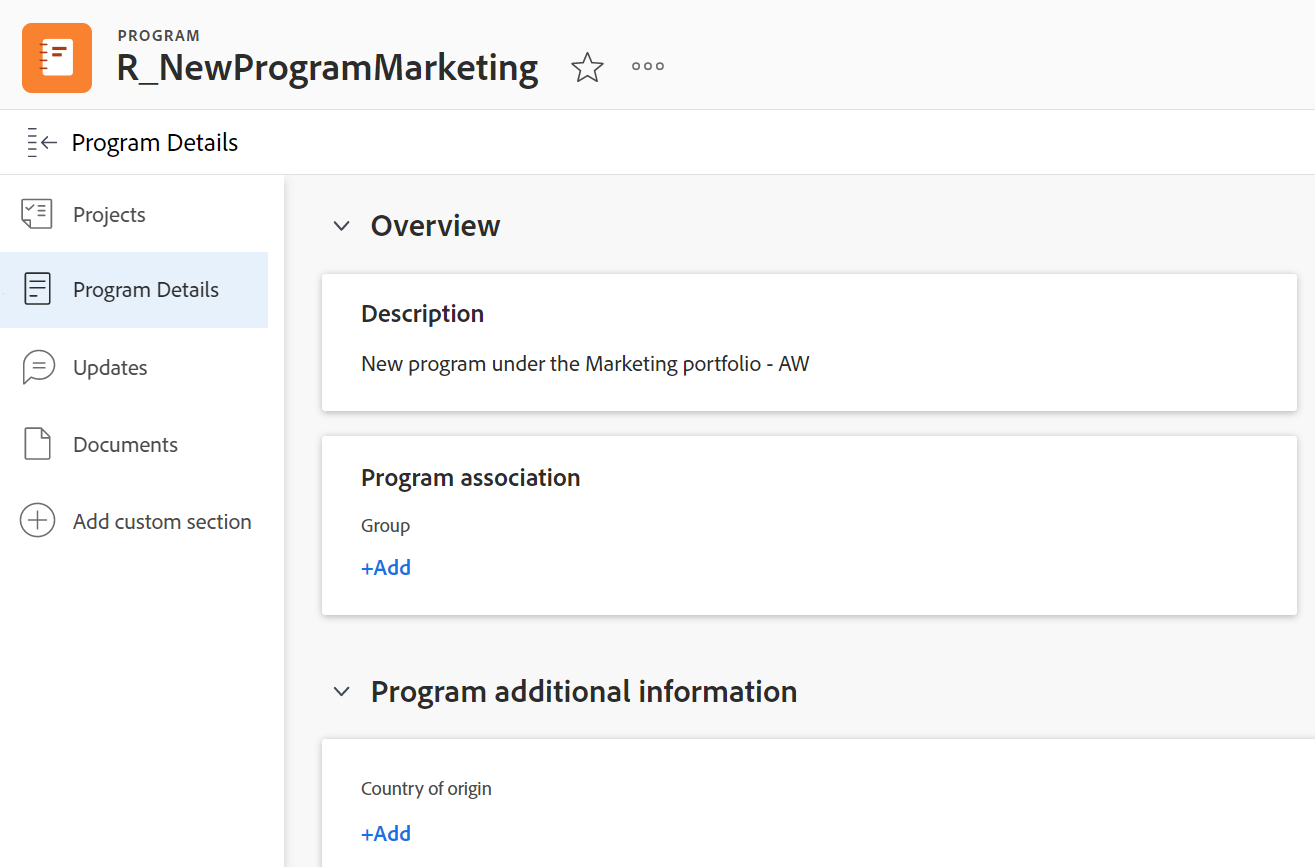 PROGRAM
R_NewProgramMarketing
Program Details
Projects
Program Details
Updates
Documents
Add custom section
Overview
Description
New program under the Marketing portfolio - AW
Program association
Group
+Add
Program additional information
Country of origin
+Add